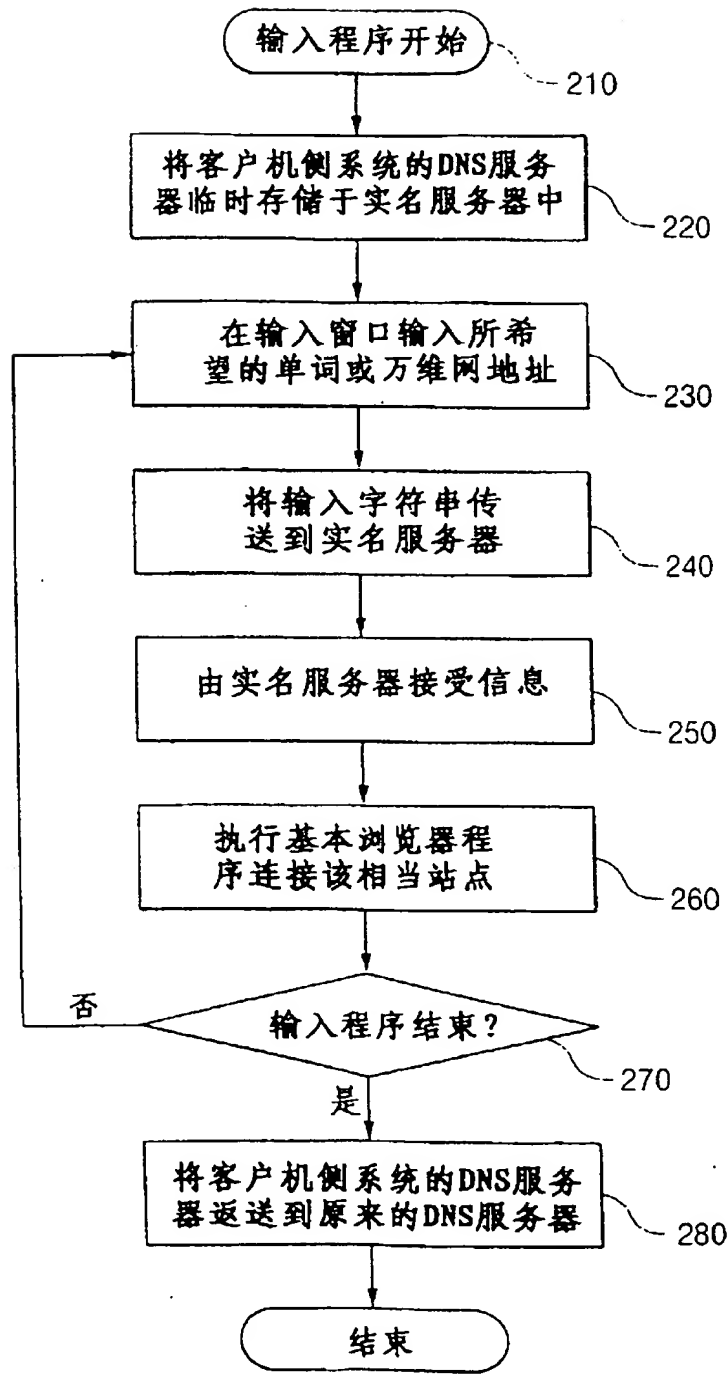 输入程序开始
210
将客户机侧系统的DNS服务
器临时存储于实名服务器中
220
在输入窗口输入所希
望的单词或万维网地址
230
将输入字符串传
送到实名服务器
240
由实名服务器接受信息
250
执行基本浏览器程
序连接该相当站点
260
否
输入程序结束?
270
是
将客户机侧系统的DNS服务
器返送到原来的DNS服务器
280
结束